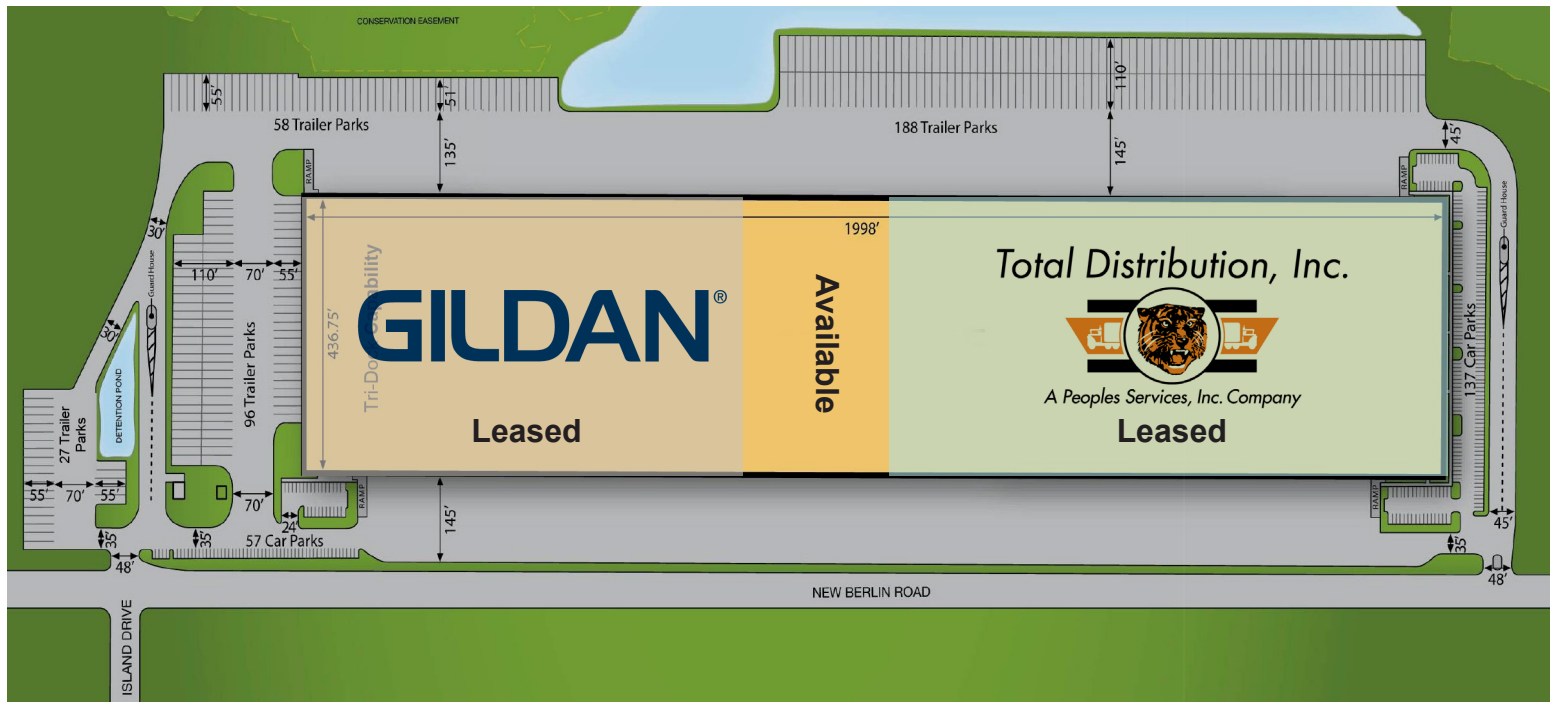 CONSERVATION EASEMENT
55'
51'
110'
58 Trailer Parks
188 Trailer Parks
135'
145'
45'
RAMP
RAMP
Guard House
30'
1998'
110'
70'
55'
Guard House
436.75'
GILDAN®
Leased
Available
Total Distribution, Inc.
A Peoples Services, Inc. Company
Leased
137 Car Parks
30'
DETENTION POND
96 Trailer Parks
27 Trailer
Parks
55'
70'
55'
70'
RAMP
RAMP
24'
145'
45'
35'
35'
57 Car Parks
35'
48'
48'
NEW BERLIN ROAD
ISLAND DRIVE